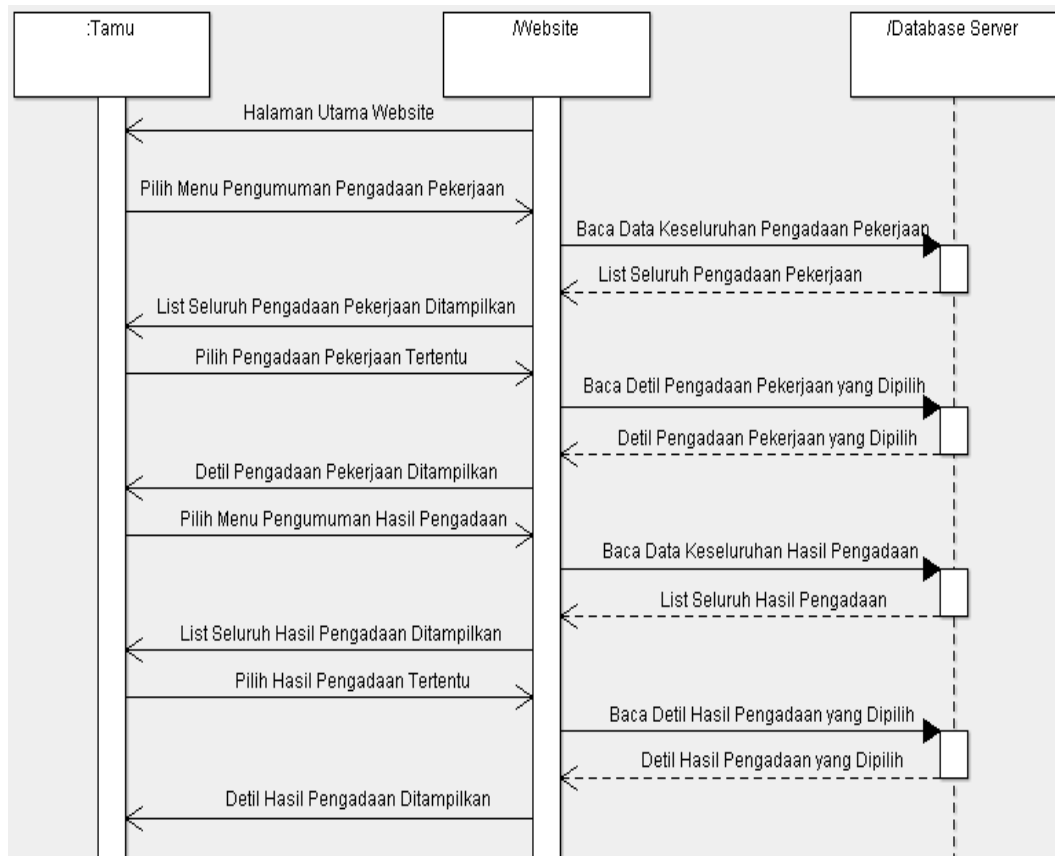 :Tamu
/Website
/Database Server
Halaman Utama Website
Pilih Menu Pengumuman Pengadaan Pekerjaan
Baca Data Keseluruhan Pengadaan Pekerjaan
List Seluruh Pengadaan Pekerjaan
List Seluruh Pengadaan Pekerjaan Ditampilkan
Pilih Pengadaan Pekerjaan Tertentu
Baca Detil Pengadaan Pekerjaan yang Dipilih
Detil Pengadaan Pekerjaan yang Dipilih
Detil Pengadaan Pekerjaan Ditampilkan
Pilih Menu Pengumuman Hasil Pengadaan
Baca Data Keseluruhan Hasil Pengadaan
List Seluruh Hasil Pengadaan
List Seluruh Hasil Pengadaan Ditampilkan
Pilih Hasil Pengadaan Tertentu
Baca Detil Hasil Pengadaan yang Dipilih
Detil Hasil Pengadaan yang Dipilih
Detil Hasil Pengadaan Ditampilkan